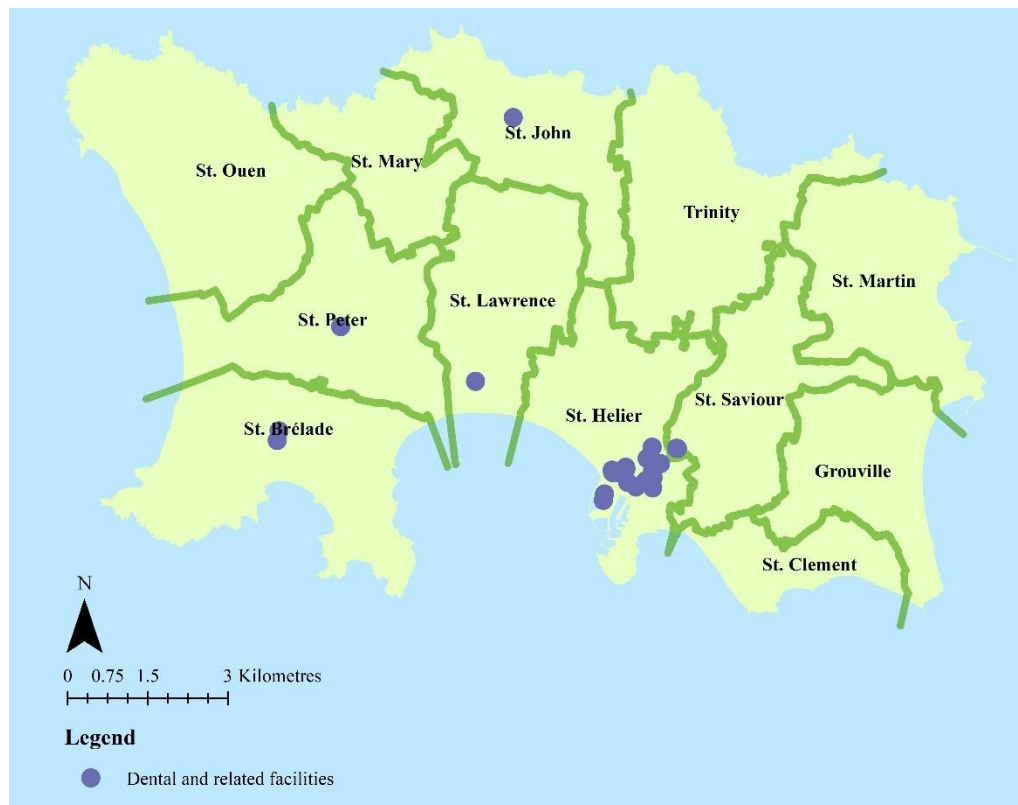 St. John
St. Mary
St. Ouen
Trinity
St. Martin
St. Lawrence
St. Peter
St. Saviour
St. Helier
St. Brélade
Grouville
St. Clement
N
0 0.75 1.5 3 Kilometres
Legend
Dental and related facilities